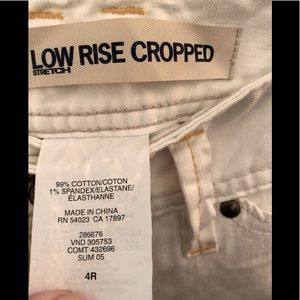 LOW RISE CROPPED
STRETCH
99% COTTON/COTON
1% SPANDEX/ELASTANE/
ÉLASTHANNE
MADE IN CHINA
RN 54023 CA 17897
286676
VND 305753
COMT 432696
SUM 05
4R